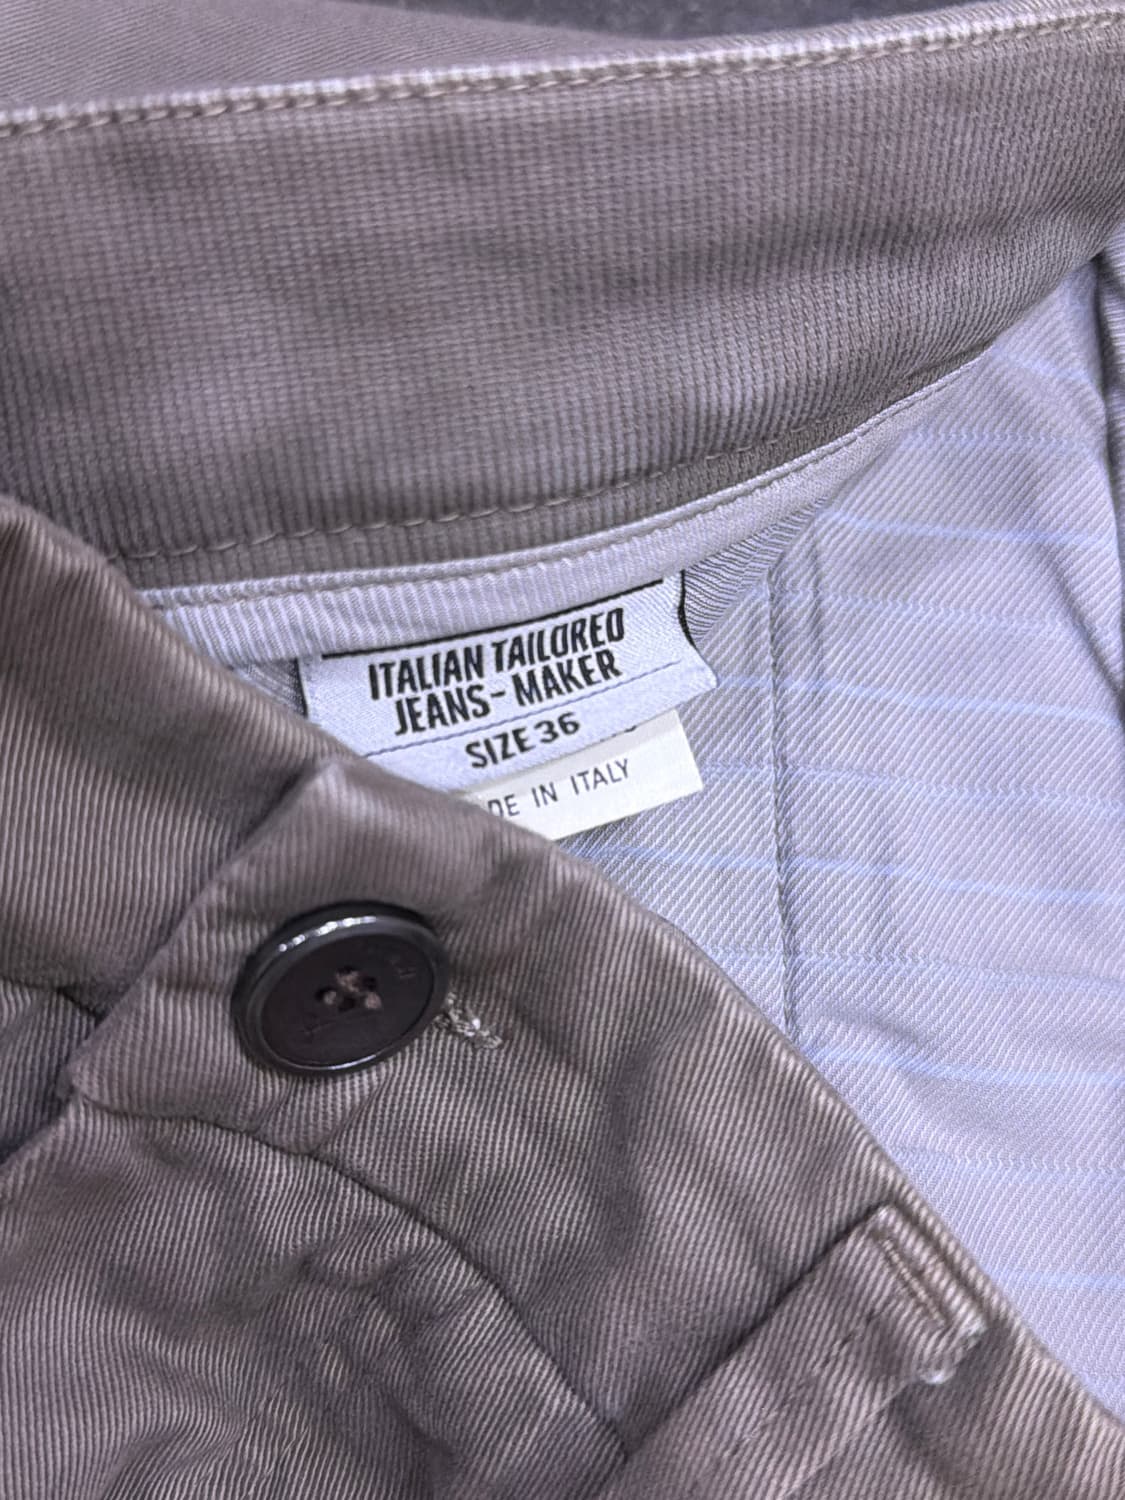 ITALIAN TAILORED
JEANS-MAKER
SIZE 36
DE IN ITALY